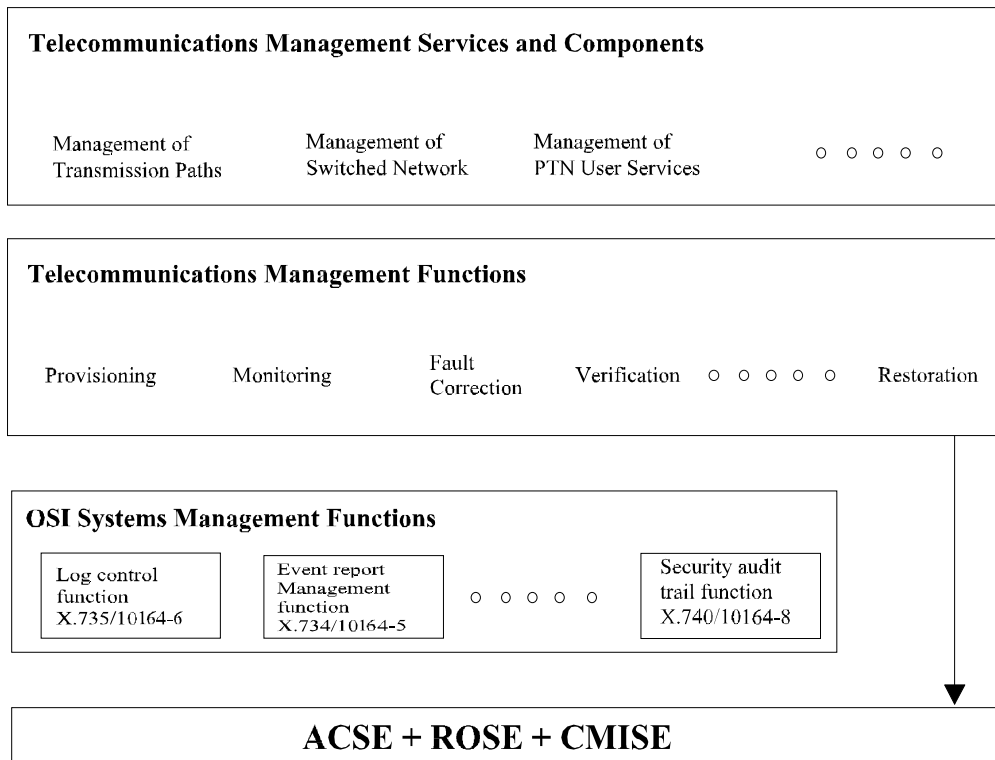 Telecommunications Management Services and Components
Management of
Transmission Paths
Management of
Switched Network
Management of
PTN User Services
Telecommunications Management Functions
Provisioning
Monitoring
Fault
Correction
Verification
Restoration
OSI Systems Management Functions
Log control
function
X.735/10164-6
Event report
Management
function
X.734/10164-5
Security audit
trail function
X.740/10164-8
ACSE + ROSE + CMISE